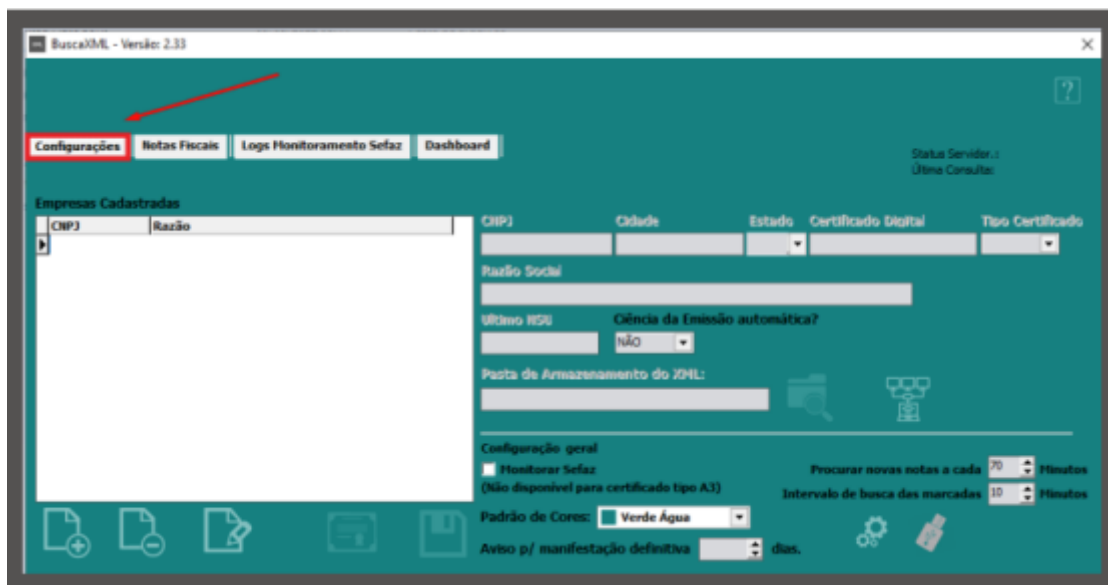 BuscaXML - Versão: 2.33
?
Configurações Notas Fiscais Logs Monitoramento Sefaz Dashboard
Status Servidor.:
Última Consulta:
Empresas Cadastradas
CNPJ Razão
CNPJ Cidade Estado Certificado Digital Tipo Certificado
Razão Social
Ultimo NSU Ciência da Emissão automática?
NÃO
Pasta de Armazenamento do XML:
Configuração geral
Monitorar Sefaz Procurar novas notas a cada 70 Minutos
(Não disponível para certificado tipo A3) Intervalo de busca das marcadas 10 Minutos
Padrão de Cores: Verde Água
Aviso p/ manifestação definitiva dias.